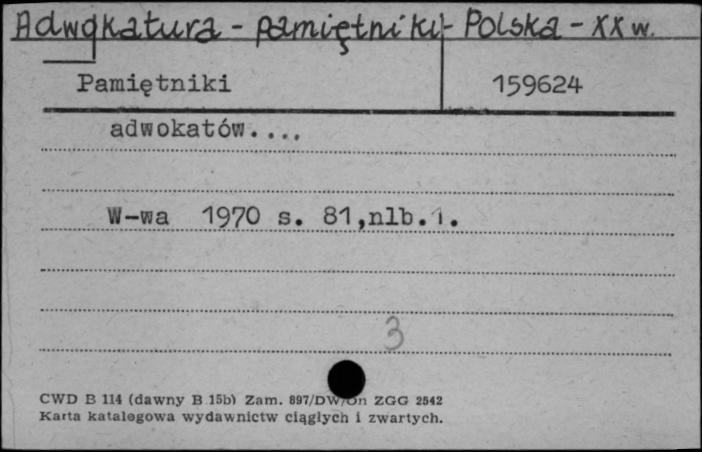 Adwokatura - pamiętniki - Polska - XX w.
Pamiętniki 159624
adwokatów....
W-wa 1970 s. 81,nlb.1.
3
CWD B 114 (dawny B 15b) Zam. 897/DW/On ZGG 2542
Karta katalogowa wydawnictw ciągłych i zwartych.